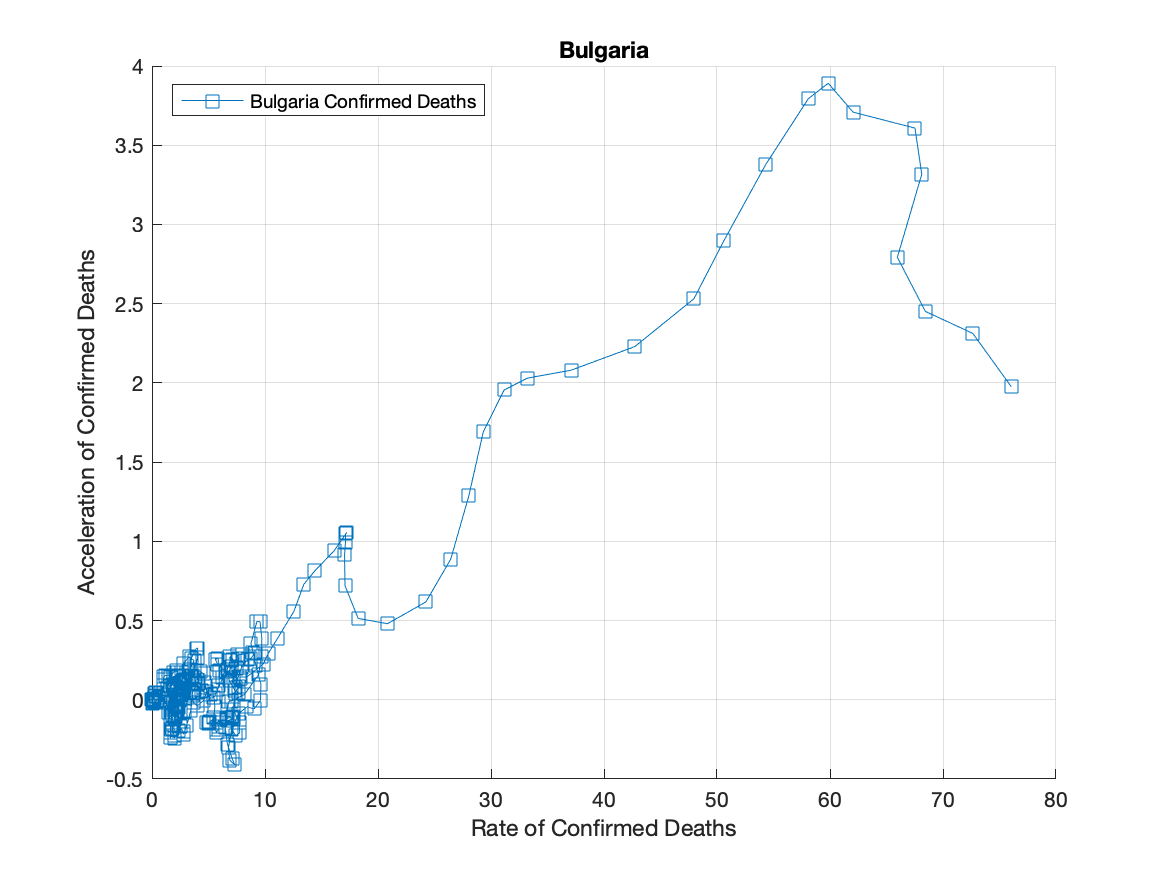 Bulgaria
Bulgaria Confirmed Deaths
Acceleration of Confirmed Deaths
4
3.5
3
2.5
2
1.5
1
0.5
0
-0.5
0 10 20 30 40 50 60 70 80
Rate of Confirmed Deaths